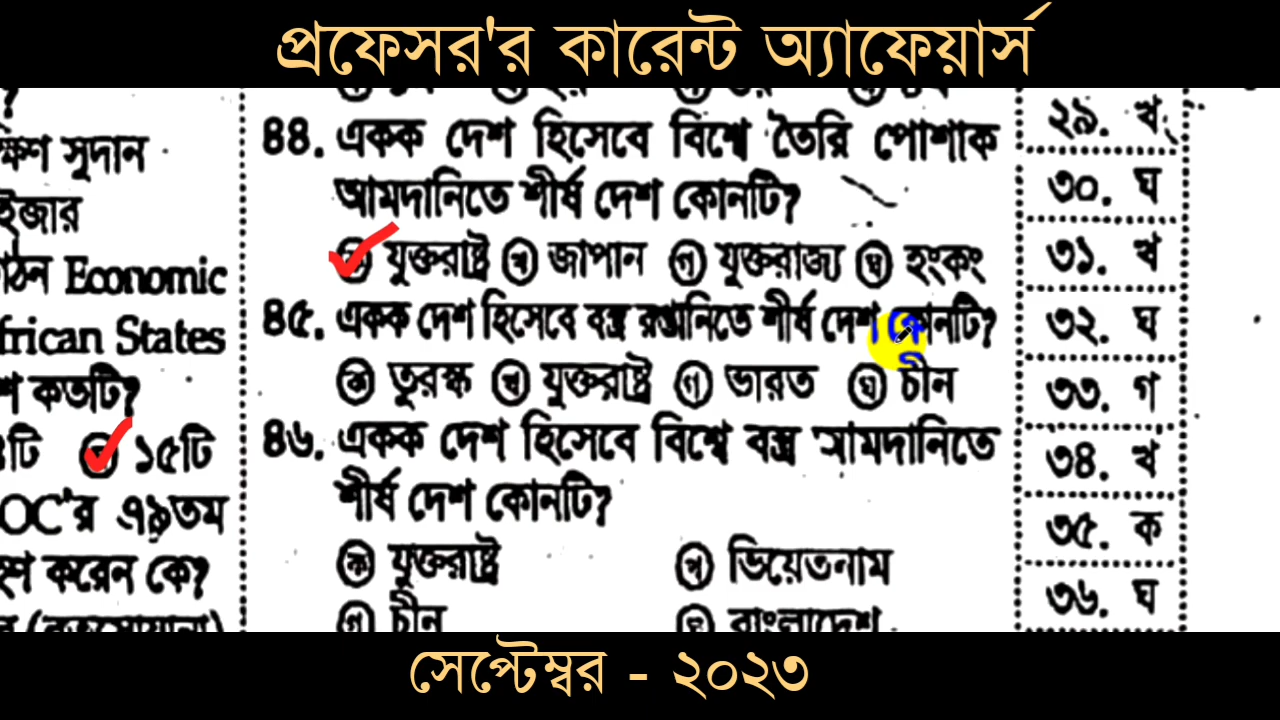 প্রফেসর'র কারেন্ট অ্যাফেয়ার্স
?
ক্ষিণ সুদান
ইজার
গঠন Economic
frican States
শ কতটি?
৪টি ১৫টি
OC'র ৭৯তম
হণ করেন কে?
৪৪. একক দেশ হিসেবে বিশ্বে তৈরি পোশাক
আমদানিতে শীর্ষ দেশ কোনটি?
ক যুক্তরাষ্ট্র খ জাপান গ যুক্তরাজ্য ঘ হংকং
৪৫. একক দেশ হিসেবে বস্ত্র রপ্তানিতে শীর্ষ দেশ কোনটি?
ক তুরস্ক খ যুক্তরাষ্ট্র গ ভারত ঘ চীন
৪৬. একক দেশ হিসেবে বিশ্বে বস্ত্র আমদানিতে
শীর্ষ দেশ কোনটি?
ক যুক্তরাষ্ট্র খ ভিয়েতনাম
গ চীন ঘ বাংলাদেশ
২৯. খ
৩০. ঘ
৩১. খ
৩২. ঘ
৩৩. গ
৩৪. খ
৩৫. ক
৩৬. ঘ
সেপ্টেম্বর - ২০২৩